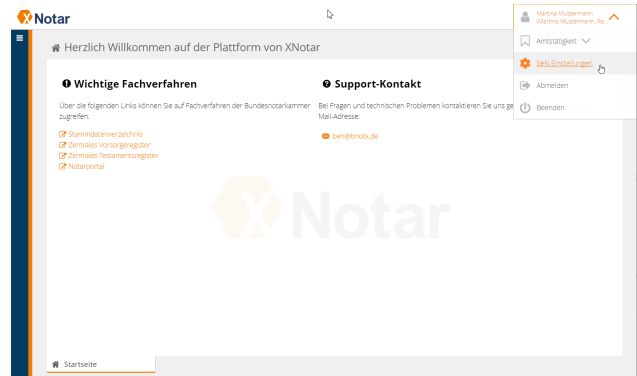 XNotar
Martina Mustermann
(Martina Mustermann, Re...
Amtstätigkeit
beN Einstellungen
Abmelden
Beenden
Herzlich Willkommen auf der Plattform von XNotar
Wichtige Fachverfahren
Über die folgenden Links können Sie auf Fachverfahren der Bundesnotarkammer
zugreifen.
Stammdatenverzeichnis
Zentrales Vorsorgeregister
Zentrales Testamentsregister
Notarportal
Support-Kontakt
Bei Fragen und technischen Problemen kontaktieren Sie uns ge
Mail-Adresse:
ben@bnotk.de
XNotar
Startseite